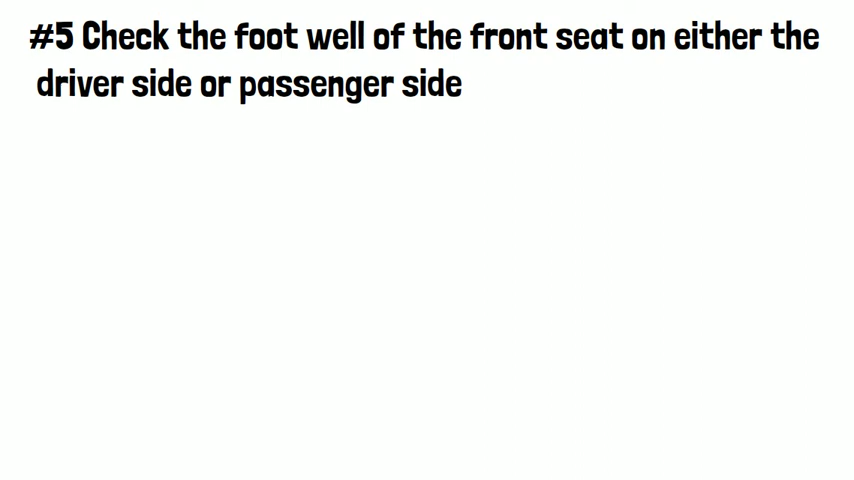 #5 Check the foot well of the front seat on either the
driver side or passenger side